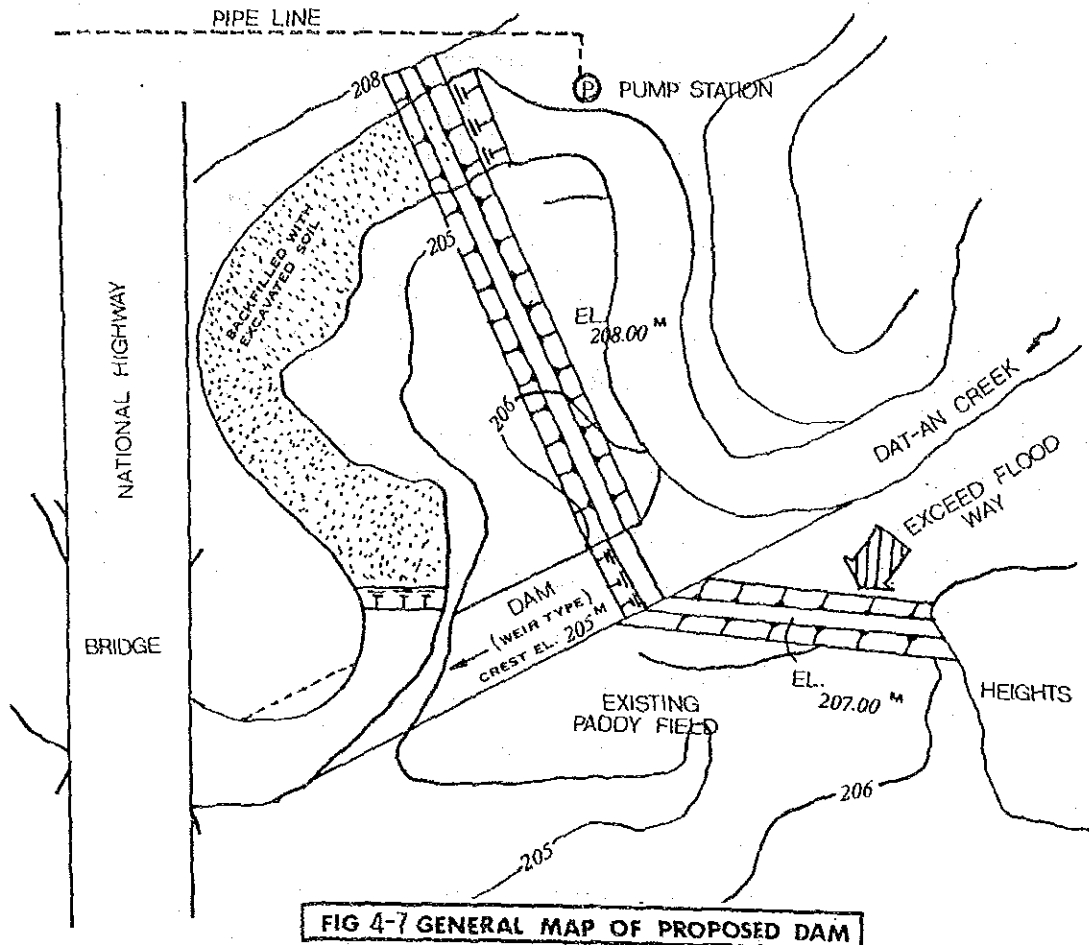 PIPE LINE
208
P PUMP STATION
BACKFILLED WITH
EXCAVATED SOIL
205
NATIONAL HIGHWAY
EL.
208.00 M
206
DAT-AN CREEK
EXCEED FLOOD
WAY
DAM
(WEIR TYPE)
CREST EL. 205 M
BRIDGE
EL.
207.00 M
HEIGHTS
EXISTING
PADDY FIELD
206
205
FIG 4-7 GENERAL MAP OF PROPOSED DAM